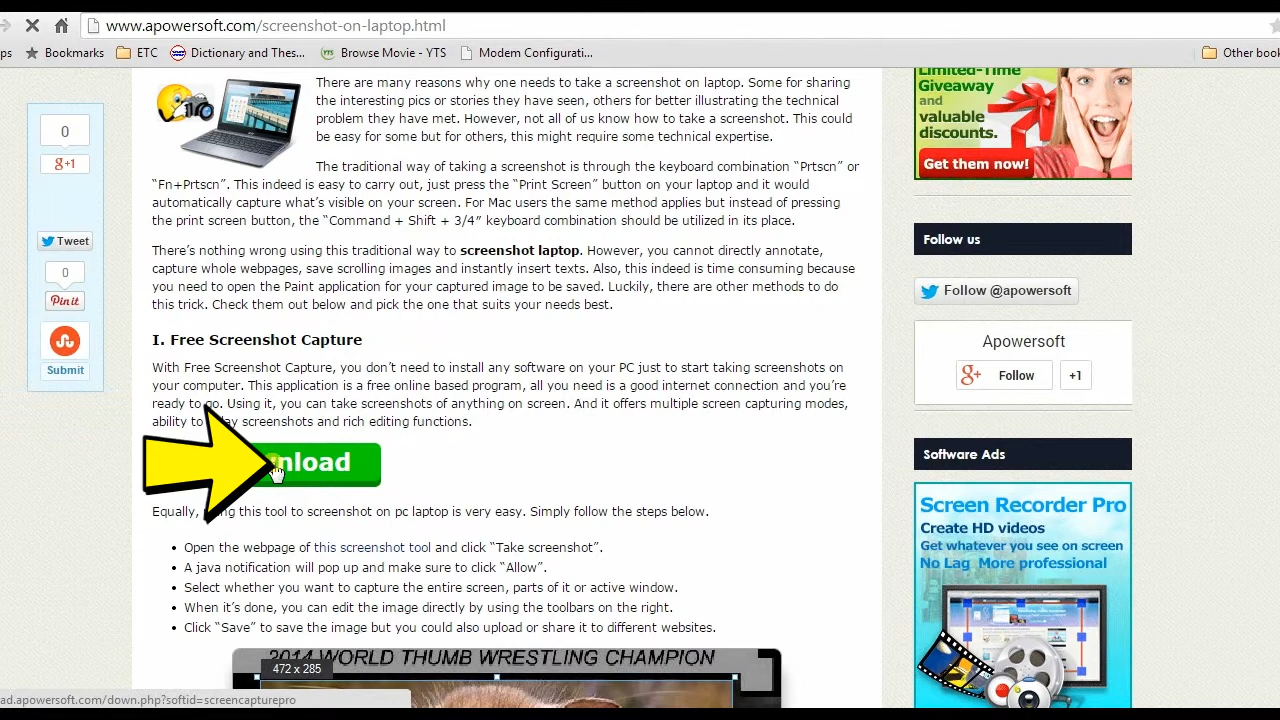 www.apowersoft.com/screenshot-on-laptop.html
ps Bookmarks ETC Dictionary and Thes... Browse Movie - YTS Modem Configurati... Other book
There are many reasons why one needs to take a screenshot on laptop. Some for sharing
the interesting pics or stories they have seen, others for better illustrating the technical
problem they have met. However, not all of us know how to take a screenshot. This could
be easy for some but for others, this might require some technical expertise.
The traditional way of taking a screenshot is through the keyboard combination “Prtscn” or
“Fn+Prtscn”. This indeed is easy to carry out, just press the “Print Screen” button on your laptop and it would
automatically capture what’s visible on your screen. For Mac users the same method applies but instead of pressing
the print screen button, the “Command + Shift + 3/4” keyboard combination should be utilized in its place.
There’s nothing wrong using this traditional way to screenshot laptop. However, you cannot directly annotate,
capture whole webpages, save scrolling images and instantly insert texts. Also, this indeed is time consuming because
you need to open the Paint application for your captured image to be saved. Luckily, there are other methods to do
this trick. Check them out below and pick the one that suits your needs best.
I. Free Screenshot Capture
With Free Screenshot Capture, you don’t need to install any software on your PC just to start taking screenshots on
your computer. This application is a free online based program, all you need is a good internet connection and you’re
ready to go. Using it, you can take screenshots of anything on screen. And it offers multiple screen capturing modes,
ability to screenshots and rich editing functions.
nload
Equally, this tool to screenshot on pc laptop is very easy. Simply follow the steps below.
Open the webpage of this screenshot tool and click “Take screenshot”.
A java notification will pop up and make sure to click “Allow”.
Select whether you want to capture the entire screen, parts of it or active window.
When it’s done, you can edit the image directly by using the toolbars on the right.
Click “Save” to save the image but you could also upload or share it to different websites.
2014 WORLD THUMB WRESTLING CHAMPION
472 x 285
ad.apowersoft.com/down.php?softid=screencapturepro
0
g+1
Tweet
0
Pin it
Submit
Limited-Time
Giveaway
and
valuable
discounts.
Get them now!
Follow us
Follow @apowersoft
Apowersoft
g+ Follow +1
Software Ads
Screen Recorder Pro
Create HD videos
Get whatever you see on screen
No Lag More professional